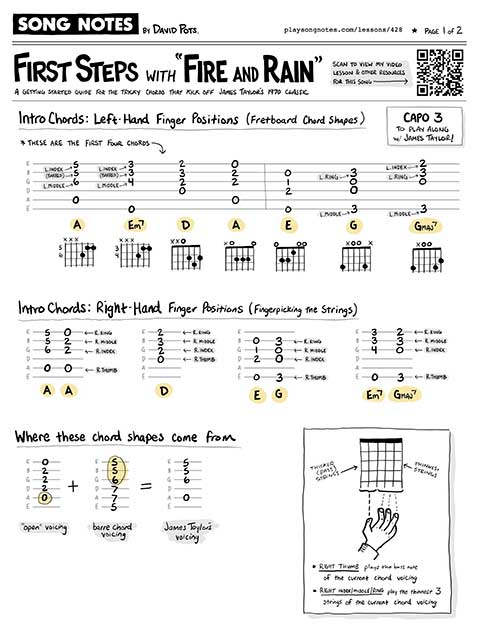 SONG NOTES BY DAVID POTS. playsongnotes.com/lessons/428 ★ PAGE 1 of 2
FIRST STEPS WITH "FIRE AND RAIN"
A GETTING STARTED GUIDE FOR THE TRICKY CHORDS THAT KICK OFF JAMES TAYLOR'S 1970 CLASSIC.
SCAN TO VIEW MY VIDEO
LESSON & OTHER RESOURCES
FOR THIS SONG
Intro Chords: Left-Hand Finger Positions (Fretboard Chord Shapes)
CAPO 3
TO PLAY ALONG
w/ JAMES TAYLOR!
* THESE ARE THE FIRST FOUR CHORDS
E L.INDEX 5 L.INDEX 3 2 0 L.INDEX 2
B (BARRED) 5 (BARRED) 3 3 2 0 L.RING 3 L.RING 3
G L.MIDDLE 6 L.MIDDLE 4 2 2 1 0 0
D 0 2 2 0
A 0 0
E 0 0 L.MIDDLE 3 L.MIDDLE 3
A Em7 D A E G GMAJ7
XXX XXX XXO X O O O OO O X X OO
Intro Chords: Right-Hand Finger Positions (Fingerpicking the Strings)
E 5 0 R.RING
B 5 2 R.MIDDLE
G 6 2 R.INDEX
D
A 0 0 R.THUMB
E
A A
E 2 R.RING
B 3 R.MIDDLE
G 2 R.INDEX
D 0 R.THUMB
A
E
D
E
B 0 3 R.RING
G 1 0 R.MIDDLE
D 2 0 R.INDEX
A
E 0 3 R.THUMB
E G
E 3 2 R.RING
B 3 3 R.MIDDLE
G 4 0 R.INDEX
D
A
E 0 3 R.THUMB
Em7 GMAJ7
Where these chord shapes come from
E 0 5 5
B 2 5 5
G 2 6 6
D 2 + 7 =
A 0 7 0
E 5
"open" voicing
barre chord
voicing
James Taylor's
voicing
THICKER
(BASS)
STRINGS
THINNEST
STRINGS
• RIGHT THUMB plays the bass note
of the current chord voicing
• RIGHT INDEX/MIDDLE/RING play the thinnest 3
strings of the current chord voicing